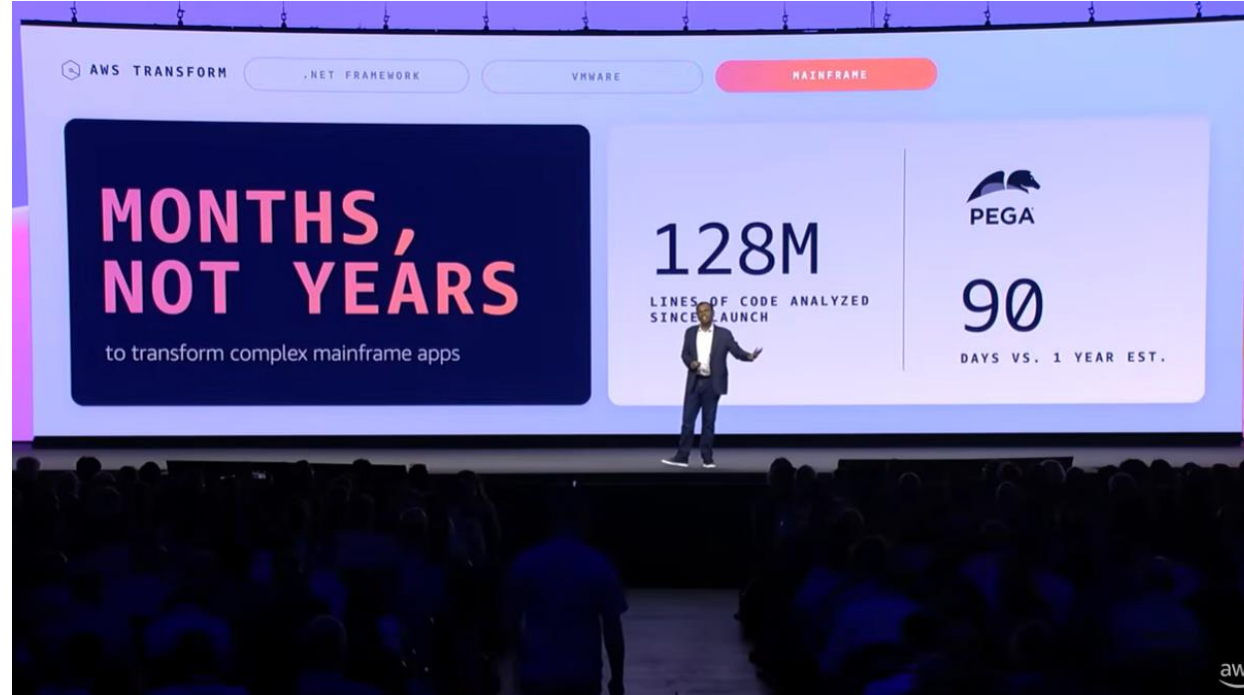 AWS TRANSFORM
.NET FRAMEWORK
VMWARE
MAINFRAME
MONTHS,
NOT YEARS
to transform complex mainframe apps
128M
LINES OF CODE ANALYZED
SINCE LAUNCH
PEGA
90
DAYS VS. 1 YEAR EST.
aw